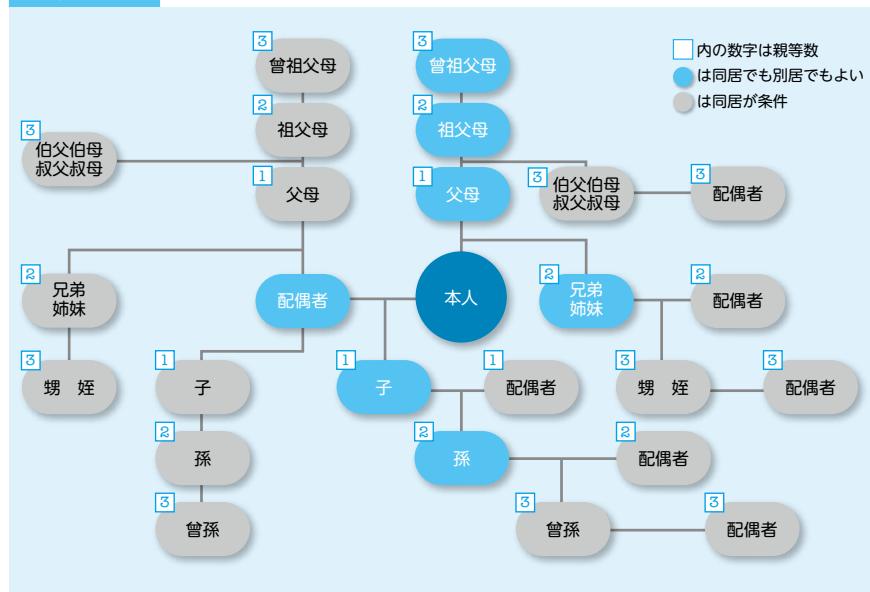 3
曾祖父母
3
曾祖父母
内の数字は親等数
は同居でも別居でもよい
は同居が条件
2
祖父母
2
祖父母
3
伯父伯母
叔父叔母
1
父母
1
父母
3
伯父伯母
叔父叔母
3
配偶者
2
兄弟
姉妹
配偶者
本人
2
兄弟
姉妹
2
配偶者
3
甥 姪
1
子
1
子
1
配偶者
3
甥 姪
3
配偶者
2
孫
2
孫
2
配偶者
3
曾孫
3
曾孫
3
配偶者